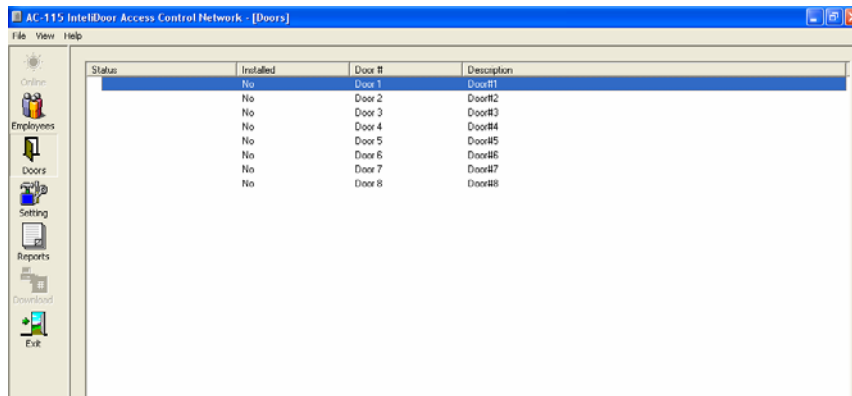 AC-115 InteliDoor Access Control Network - [Doors]
File View Help
Online
Employees
Doors
Setting
Reports
Download
Exit
Status Installed Door # Description
No Door 1 Door#1
No Door 2 Door#2
No Door 3 Door#3
No Door 4 Door#4
No Door 5 Door#5
No Door 6 Door#6
No Door 7 Door#7
No Door 8 Door#8